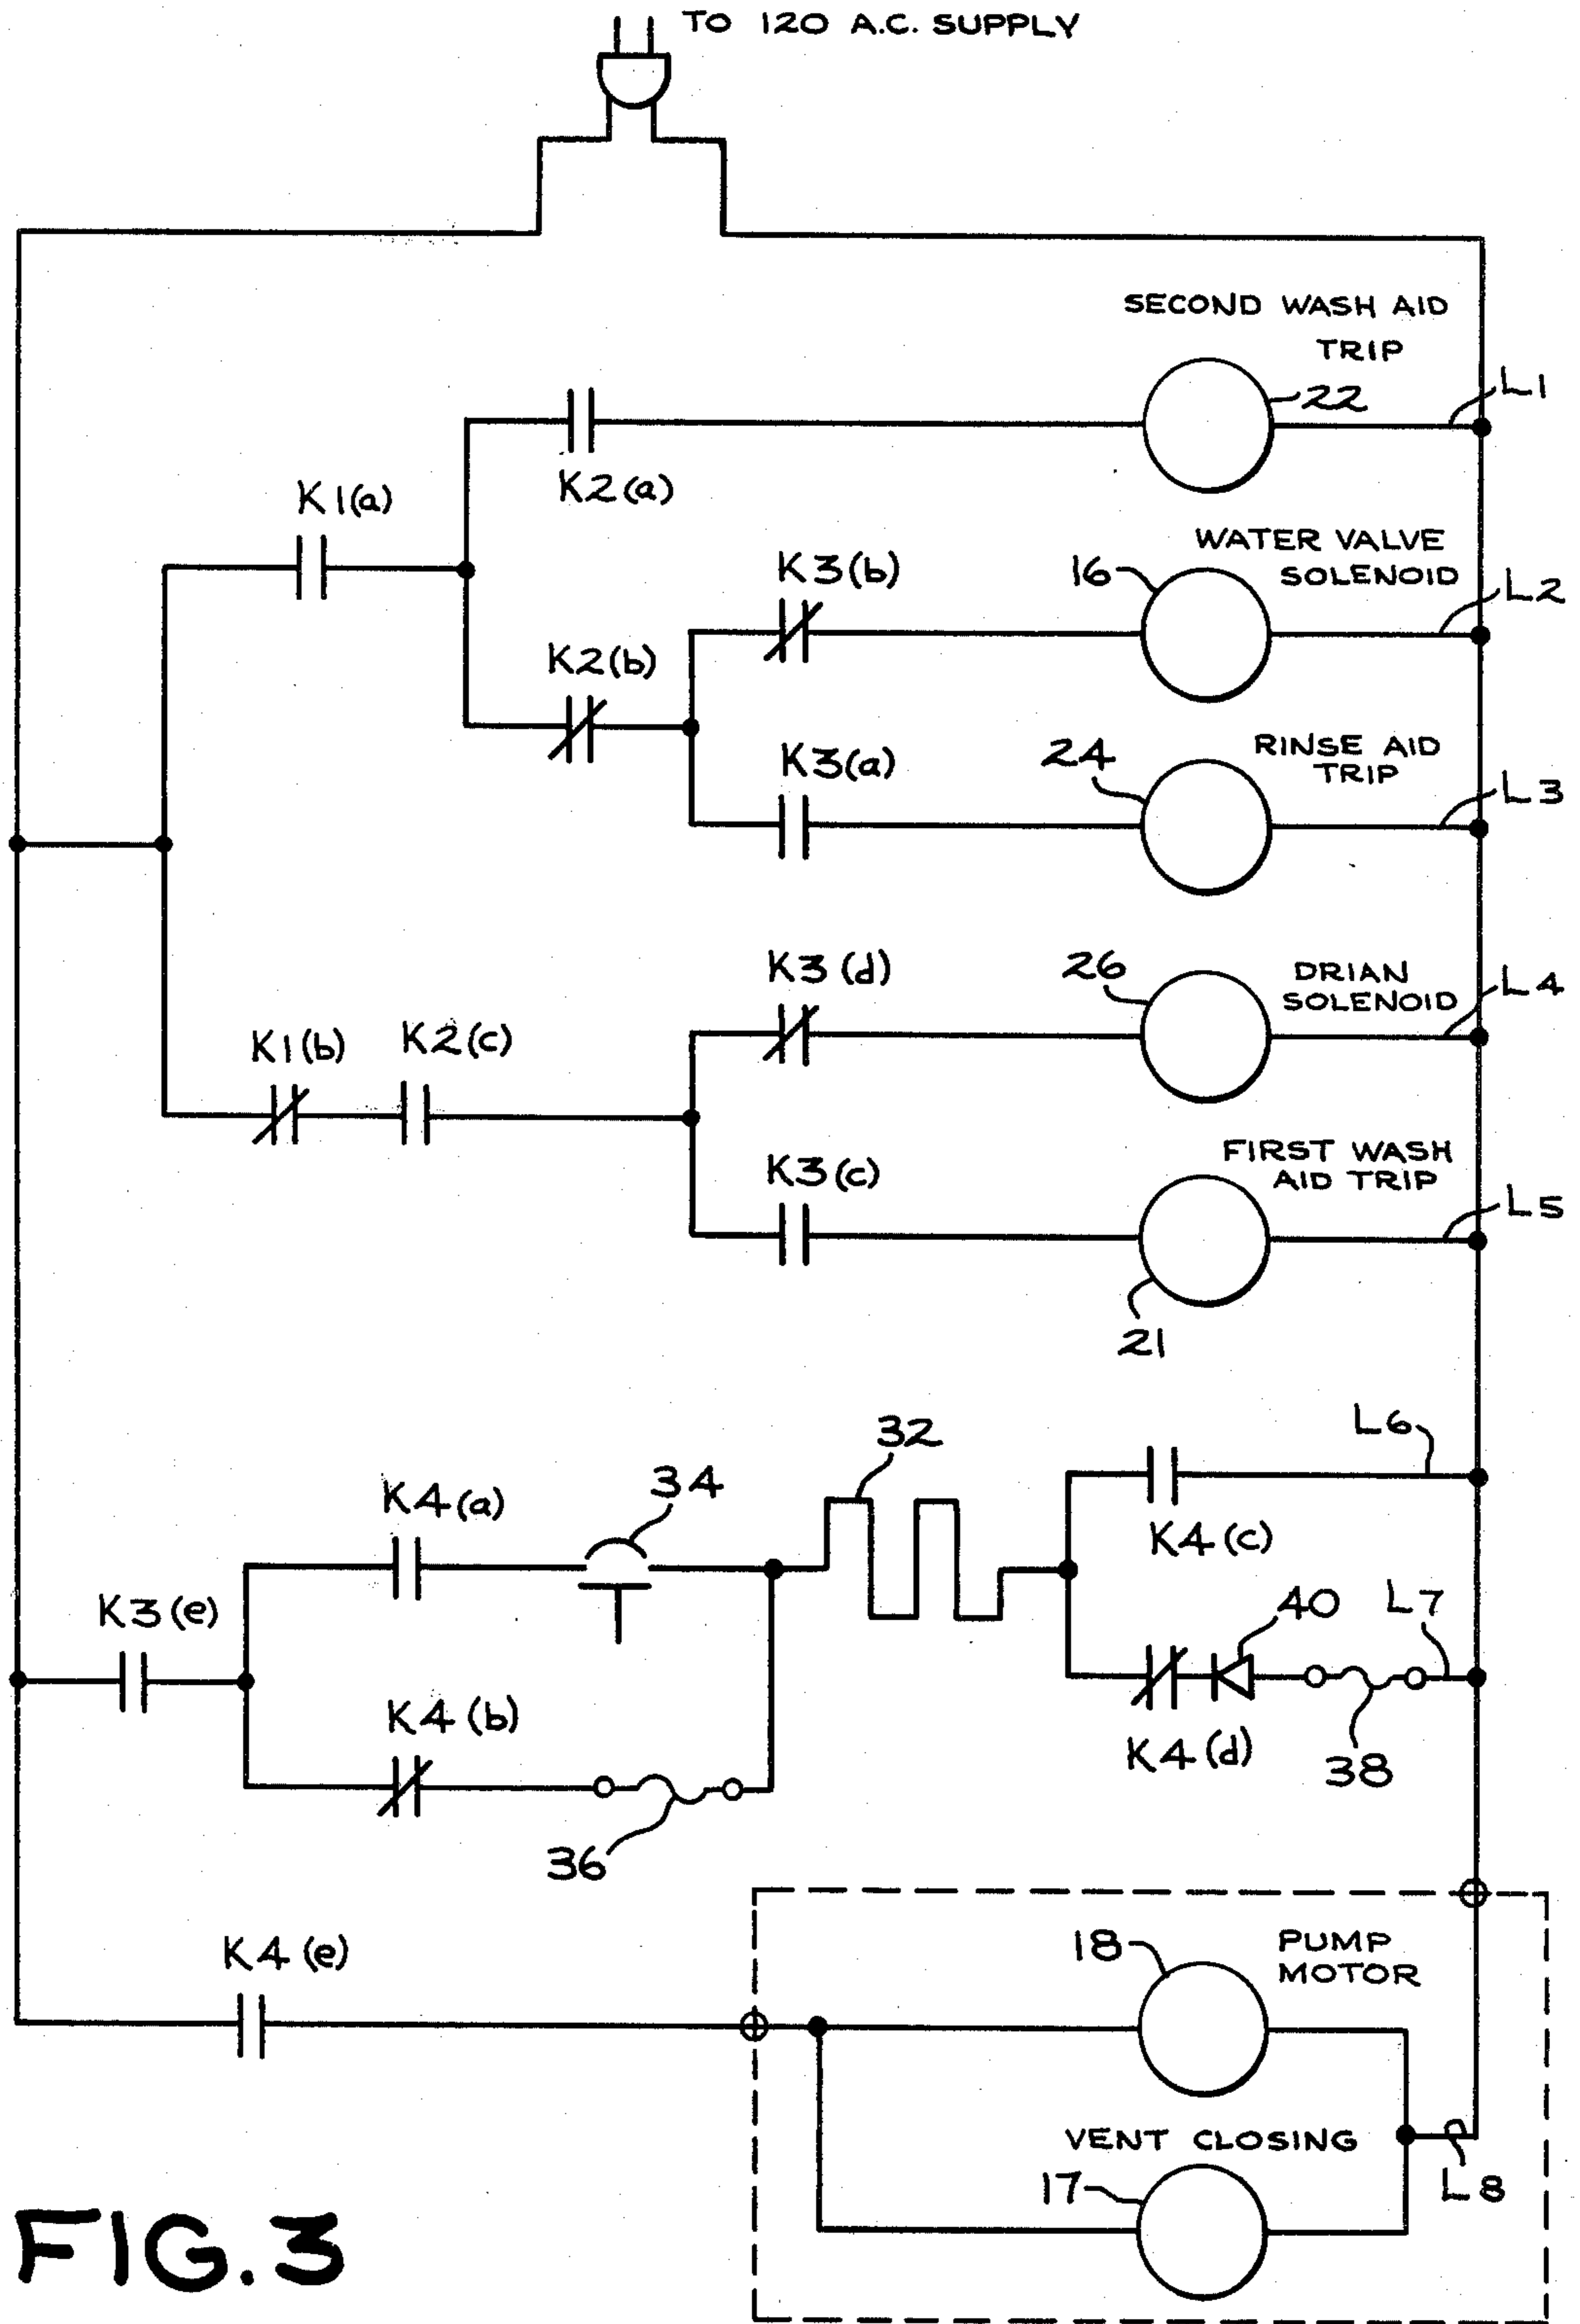 TO 120 A.C. SUPPLY
SECOND WASH AID
TRIP
22
L1
K1(a)
K2(a)
WATER VALVE
SOLENOID
16
K3(b)
L2
K2(b)
K3(a)
24
RINSE AID
TRIP
L3
K3(d)
26
DRIAN
SOLENOID
L4
K1(b)
K2(c)
K3(c)
FIRST WASH
AID TRIP
L5
21
32
L6
K4(a)
34
K4(c)
K3(e)
40
L7
K4(b)
K4(d)
38
36
K4(e)
18
PUMP
MOTOR
VENT CLOSING
17
L8
FIG.3